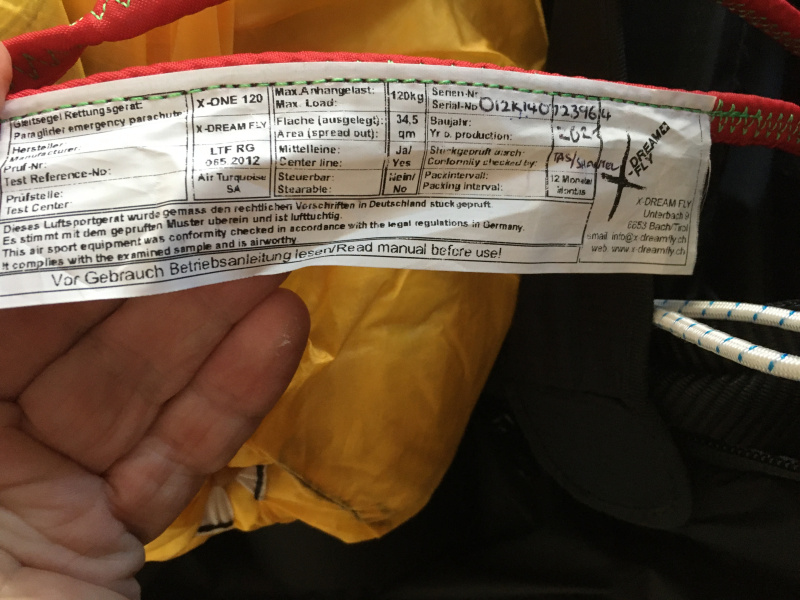 Gleitsegel Rettungsgerät:
Paraglider emergency parachute
X-ONE 120
Hersteller
Manufacturer:
X-DREAM FLY
Pruf-Nr.
Test Reference-No:
LTF RG
065.2012
Prüfstelle:
Test Center:
Air Turquoise
SA
Max.Anhangelast:
Max. Load:
120kg
Fläche (ausgelegt):
Area (spread out):
34,5
qm
Mittelleine:
Center line:
Ja/
Yes
Steuerbar:
Stearable:
Nein/
No
Serien-Nr.
Serial-No
Baujahr:
Yr o. production:
Stückgeprüft durch:
Conformity checked by:
Packintervall:
Packing interval:
12 Monate/
Months
Dieses Luftsportgerät wurde gemäss den rechtlichen Vorschriften in Deutschland stückgeprüft.
Es stimmt mit dem geprüften Muster überein und ist lufttüchtig.
This air sport equipment was conformity checked in accordance with the legal regulations in Germany.
It complies with the examined sample and is airworthy
Vor Gebrauch Betriebsanleitung lesen/Read manual before use!
DREAM
FLY
X-DREAM FLY
Unterbach 9
6653 Bach/Tirol
email. info@x-dreamfly.ch
web. www.x-dreamfly.ch